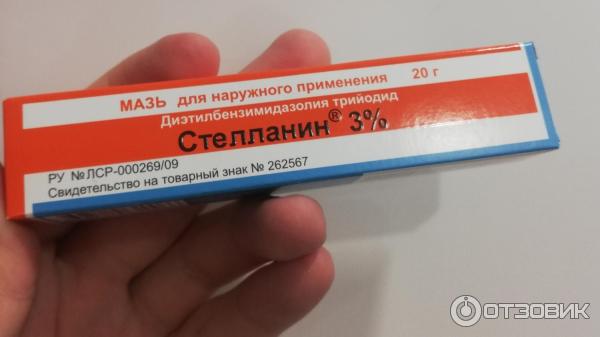 МАЗЬ для наружного применения 20 г
Диэтилбензимидазолия трийодид
Стелланин® 3%
РУ №ЛСР-000269/09
Свидетельство на товарный знак № 262567
ОТЗОВИК